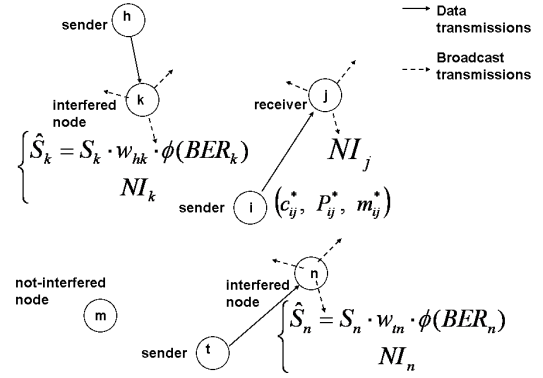 h
sender
Data
transmissions
Broadcast
transmissions
k
interfered
node
j
receiver
Ŝ_k = S_k · w_hk · ϕ(BER_k)
NI_k
NI_j
sender
i
(c*_ij, P*_ij, m*_ij)
not-interfered
node
m
interfered
node
n
Ŝ_n = S_n · w_tn · ϕ(BER_n)
NI_n
sender
t